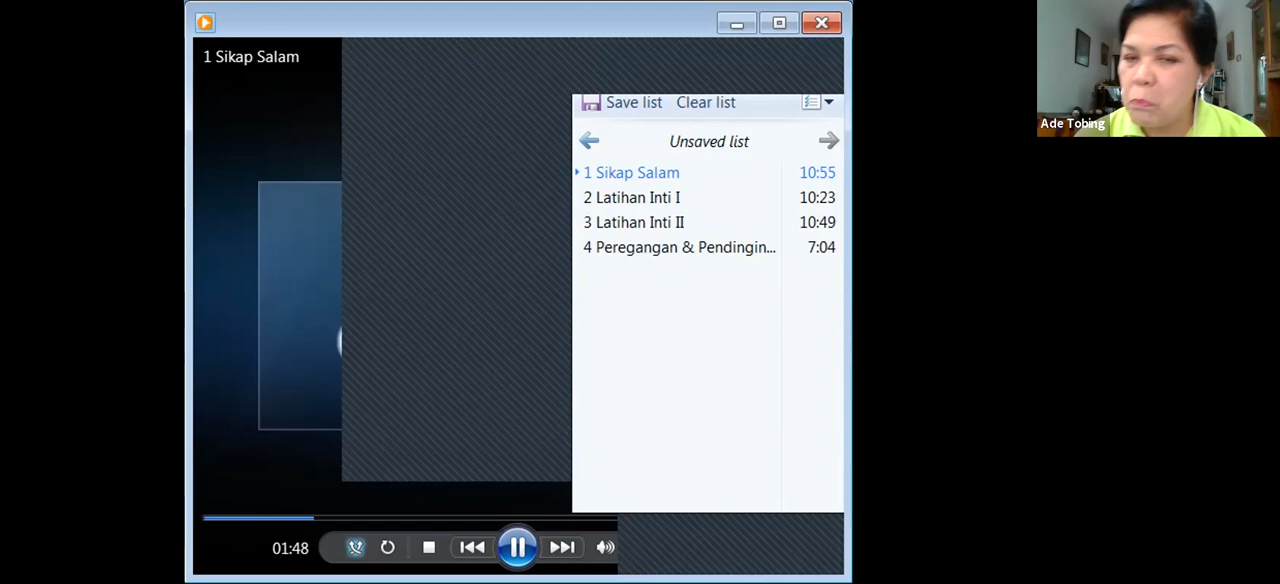 1 Sikap Salam
Save list Clear list
Unsaved list
1 Sikap Salam 10:55
2 Latihan Inti I 10:23
3 Latihan Inti II 10:49
4 Peregangan & Pendingin... 7:04
01:48
Ade Tobing